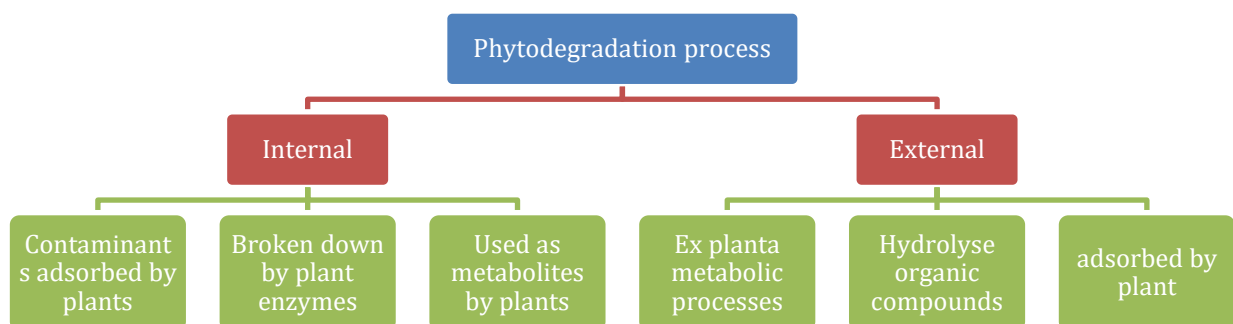 Phytodegradation process
Internal
External
Contaminant
s adsorbed by
plants
Broken down
by plant
enzymes
Used as
metabolites
by plants
Ex planta
metabolic
processes
Hydrolyse
organic
compounds
adsorbed by
plant